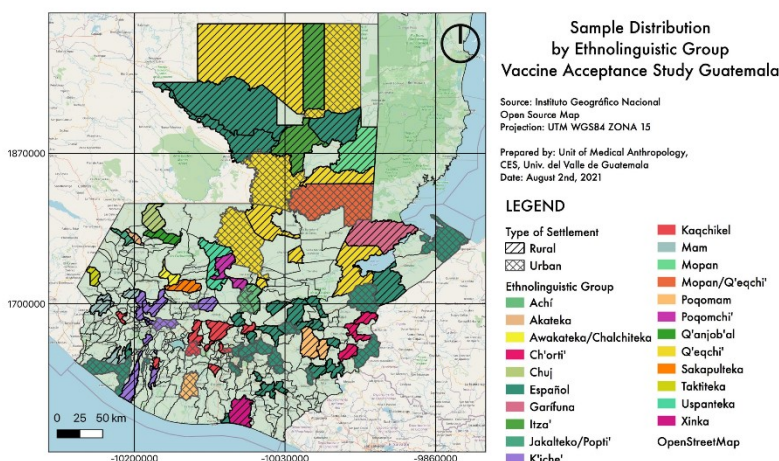 Sample Distribution
by Ethnolinguistic Group
Vaccine Acceptance Study Guatemala
Source: Instituto Geográfico Nacional
Open Source Map
Projection: UTM WGS84 ZONA 15
Prepared by: Unit of Medical Anthropology,
CES, Univ. del Valle de Guatemala
Date: August 2nd, 2021
LEGEND
Type of Settlement
Rural
Urban
Ethnolinguistic Group
Achí
Akateka
Awakateka/Chalchiteka
Ch'orti'
Chuj
Español
Garifuna
Itza'
Jakalteko/Popti'
K'iche'
Kaqchikel
Mam
Mopan
Mopan/Q'eqchi'
Poqomam
Poqomchi'
Q'anjob'al
Q'eqchi'
Sakapulteka
Taktiteka
Uspanteka
Xinka
OpenStreetMap
1870000
1700000
0 25 50 km
-10200000
-10030000
-9860000